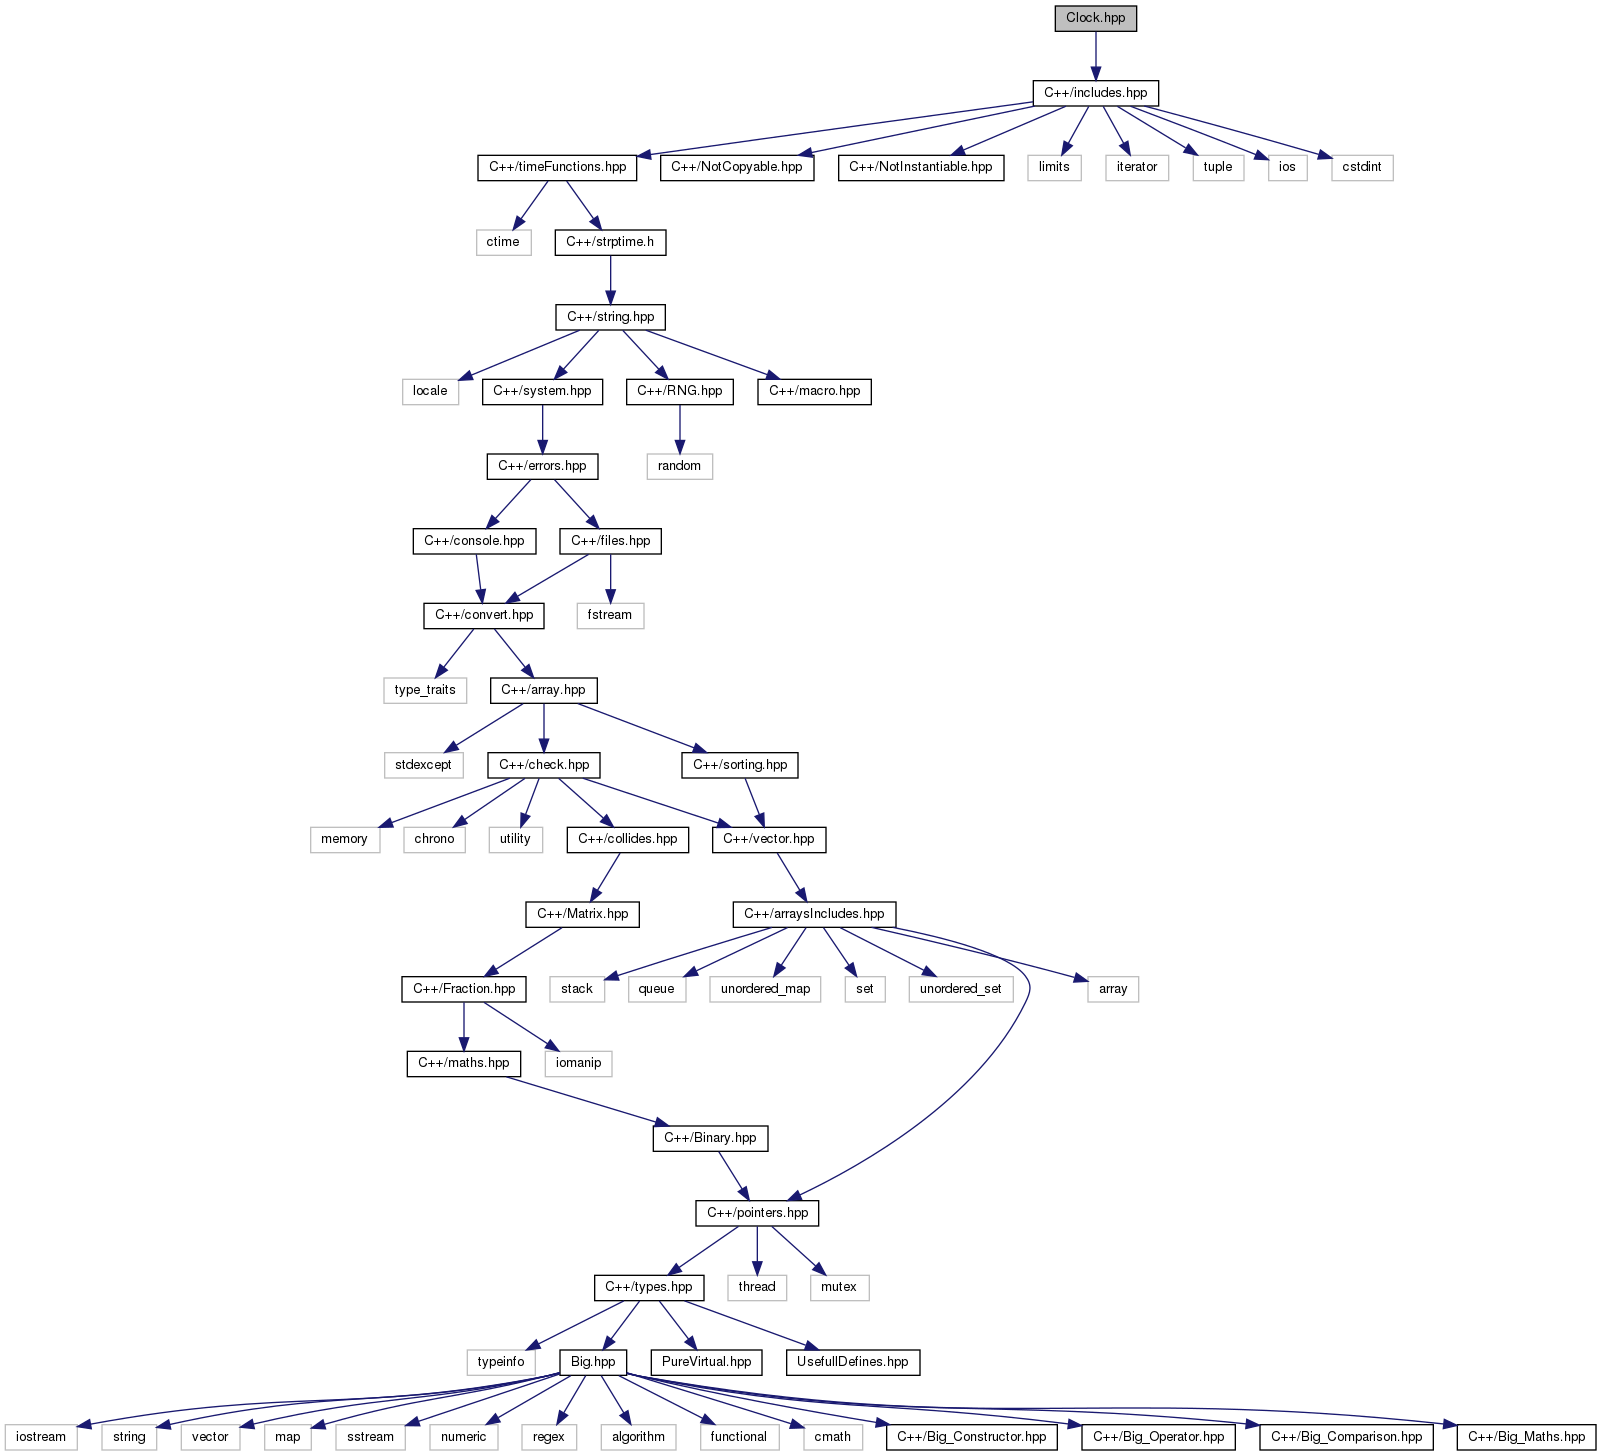 Clock.hpp
C++/includes.hpp
C++/timeFunctions.hpp
C++/NotCopyable.hpp
C++/NotInstantiable.hpp
limits
iterator
tuple
ios
cstdint
ctime
C++/strptime.h
C++/string.hpp
locale
C++/system.hpp
C++/RNG.hpp
C++/macro.hpp
C++/errors.hpp
random
C++/console.hpp
C++/files.hpp
C++/convert.hpp
fstream
type_traits
C++/array.hpp
stdexcept
C++/check.hpp
C++/sorting.hpp
memory
chrono
utility
C++/collides.hpp
C++/vector.hpp
C++/Matrix.hpp
C++/arraysIncludes.hpp
C++/Fraction.hpp
stack
queue
unordered_map
set
unordered_set
array
C++/maths.hpp
iomanip
C++/Binary.hpp
C++/pointers.hpp
C++/types.hpp
thread
mutex
typeinfo
Big.hpp
PureVirtual.hpp
UsefullDefines.hpp
iostream
string
vector
map
sstream
numeric
regex
algorithm
functional
cmath
C++/Big_Constructor.hpp
C++/Big_Operator.hpp
C++/Big_Comparison.hpp
C++/Big_Maths.hpp